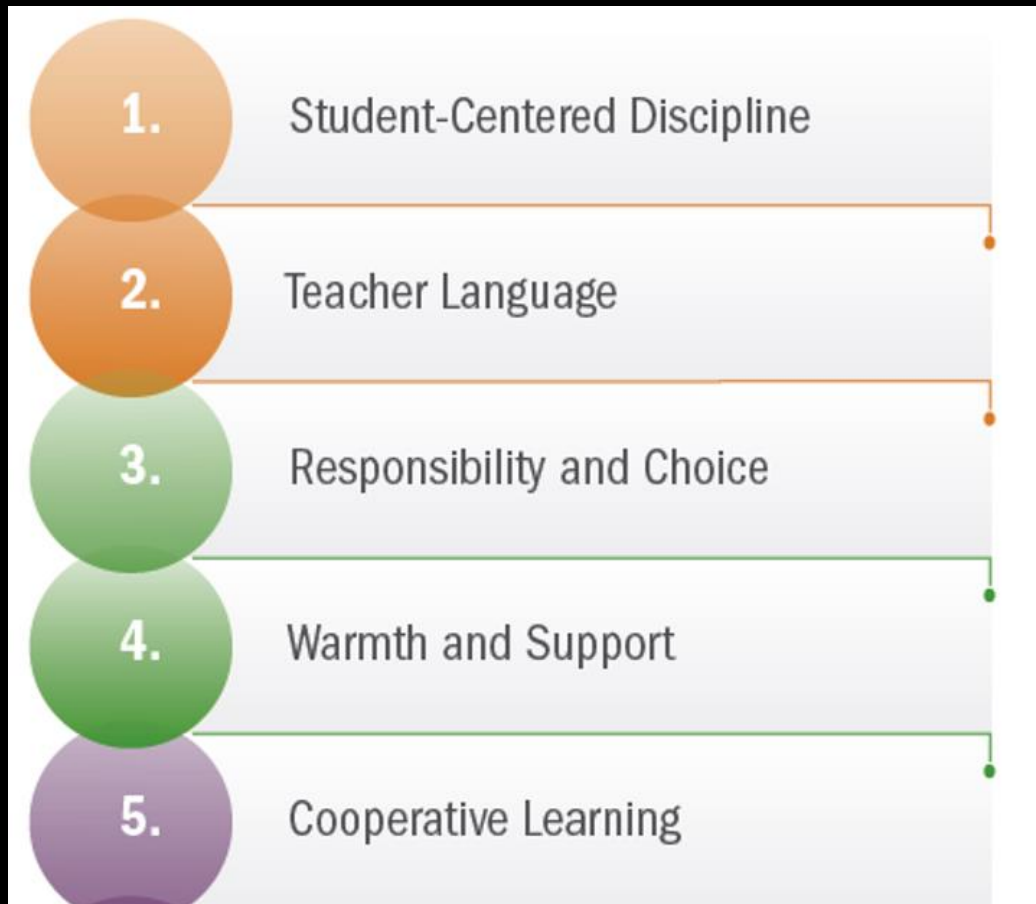 1. Student-Centered Discipline
2. Teacher Language
3. Responsibility and Choice
4. Warmth and Support
5. Cooperative Learning